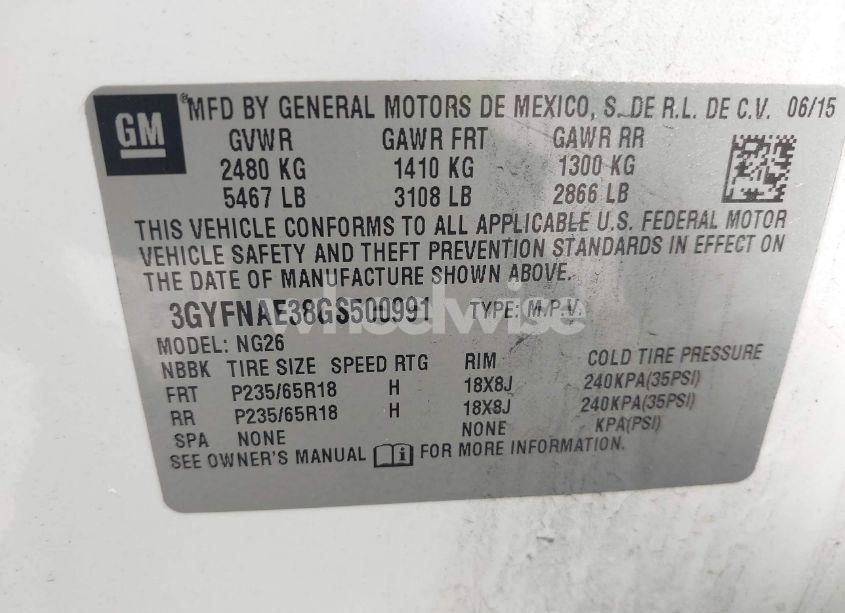 GM
®MFD BY GENERAL MOTORS DE MEXICO, S. DE R.L. DE C.V. 06/15
GVWR GAWR FRT GAWR RR
2480 KG 1410 KG 1300 KG
5467 LB 3108 LB 2866 LB
THIS VEHICLE CONFORMS TO ALL APPLICABLE U.S. FEDERAL MOTOR
VEHICLE SAFETY AND THEFT PREVENTION STANDARDS IN EFFECT ON
THE DATE OF MANUFACTURE SHOWN ABOVE.
3GYFNAE38GS500991 TYPE: M.P.V.
wheelwise
MODEL: NG26
NBBK TIRE SIZE SPEED RTG RIM COLD TIRE PRESSURE
FRT P235/65R18 H 18X8J 240KPA(35PSI)
RR P235/65R18 H 18X8J 240KPA(35PSI)
SPA NONE NONE KPA(PSI)
SEE OWNER'S MANUAL i FOR MORE INFORMATION.